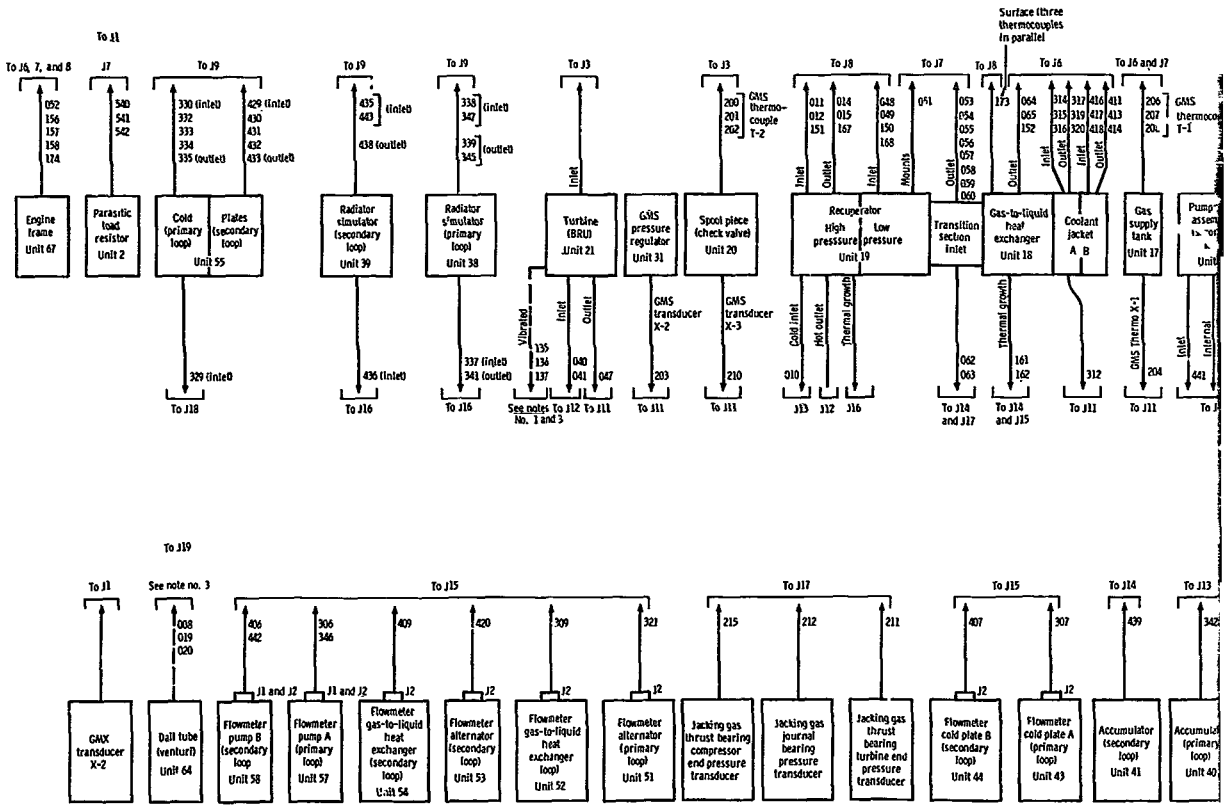 Surface (three
thermocouples
in parallel
To J1
To J6, 7, and 8
J7
To J9
To J9
To J9
To J3
To J3
To J8
To J7
To J8
To J6
To J6 and J7
052
156
157
158
174
540
541
542
330 (inlet)
332
333
334
335 (outlet)
429 (inlet)
430
431
432
433 (outlet)
435
443
(inlet)
438 (outlet)
338
347
(inlet)
339
345
(outlet)
Inlet
200
201
202
GMS
thermo-
couple
T-2
011
012
151
Inlet
014
015
167
Outlet
048
049
150
168
Inlet
051
Mounts
053
054
055
056
057
058
059
060
Outlet
173
064
065
152
Outlet
314
315
316
Inlet
317
319
320
Outlet
416
417
418
Inlet
411
413
414
Outlet
206
207
GMS
thermoco
T-1
Engine
frame
Unit 67
Parasitic
load
resistor
Unit 2
Cold
(primary
loop)
Plates
(secondary
loop)
Unit 55
Radiator
simulator
(secondary
loop)
Unit 39
Radiator
simulator
(primary
loop)
Unit 38
Turbine
(BRU)
Unit 21
GMS
pressure
regulator
Unit 31
Spool piece
(check valve)
Unit 20
Recuperator
High
pressure
Low
pressure
Unit 19
Transition
section
inlet
Gas-to-liquid
heat
exchanger
Unit 18
Coolant
jacket
A B
Gas
supply
tank
Unit 17
Pump
assem
Unit
329 (inlet)
To J18
436 (inlet)
To J16
337 (inlet)
341 (outlet)
To J16
Vibrated
135
136
137
See notes
No. 1 and 3
Inlet
040
041
To J12
Outlet
047
To J11
GMS
transducer
X-2
203
To J11
GMS
transducer
X-3
210
To J11
Cold inlet
010
J13
Hot outlet
J12
Thermal growth
J16
062
063
To J14
and J17
Thermal growth
161
162
To J14
and J15
312
To J11
GMS Thermo X-1
204
To J11
Inlet
441
Internal
To J
To J19
To J1
See note no. 3
To J15
To J17
To J15
To J14
To J13
008
019
020
406
442
306
346
409
420
309
321
215
212
211
407
307
439
342
J1 and J2
J1 and J2
J2
J2
J2
J2
J2
J2
GMX
transducer
X-2
Dall tube
(venturi)
Unit 64
Flowmeter
pump B
(secondary
loop
Unit 58
Flowmeter
pump A
(primary
loop)
Unit 57
Flowmeter
gas-to-liquid
heat
exchanger
(secondary
loop)
Unit 54
Flowmeter
alternator
(secondary
loop)
Unit 53
Flowmeter
gas-to-liquid
heat
exchanger
loop)
Unit 52
Flowmeter
alternator
(primary
loop)
Unit 51
Jacking gas
thrust bearing
compressor
end pressure
transducer
Jacking gas
journal
bearing
pressure
transducer
Jacking gas
thrust
bearing
turbine end
pressure
transducer
Flowmeter
cold plate B
(secondary
loop)
Unit 44
Flowmeter
cold plate A
(primary
loop)
Unit 43
Accumulator
(secondary
loop)
Unit 41
Accumulat
(primary
loop)
Unit 40